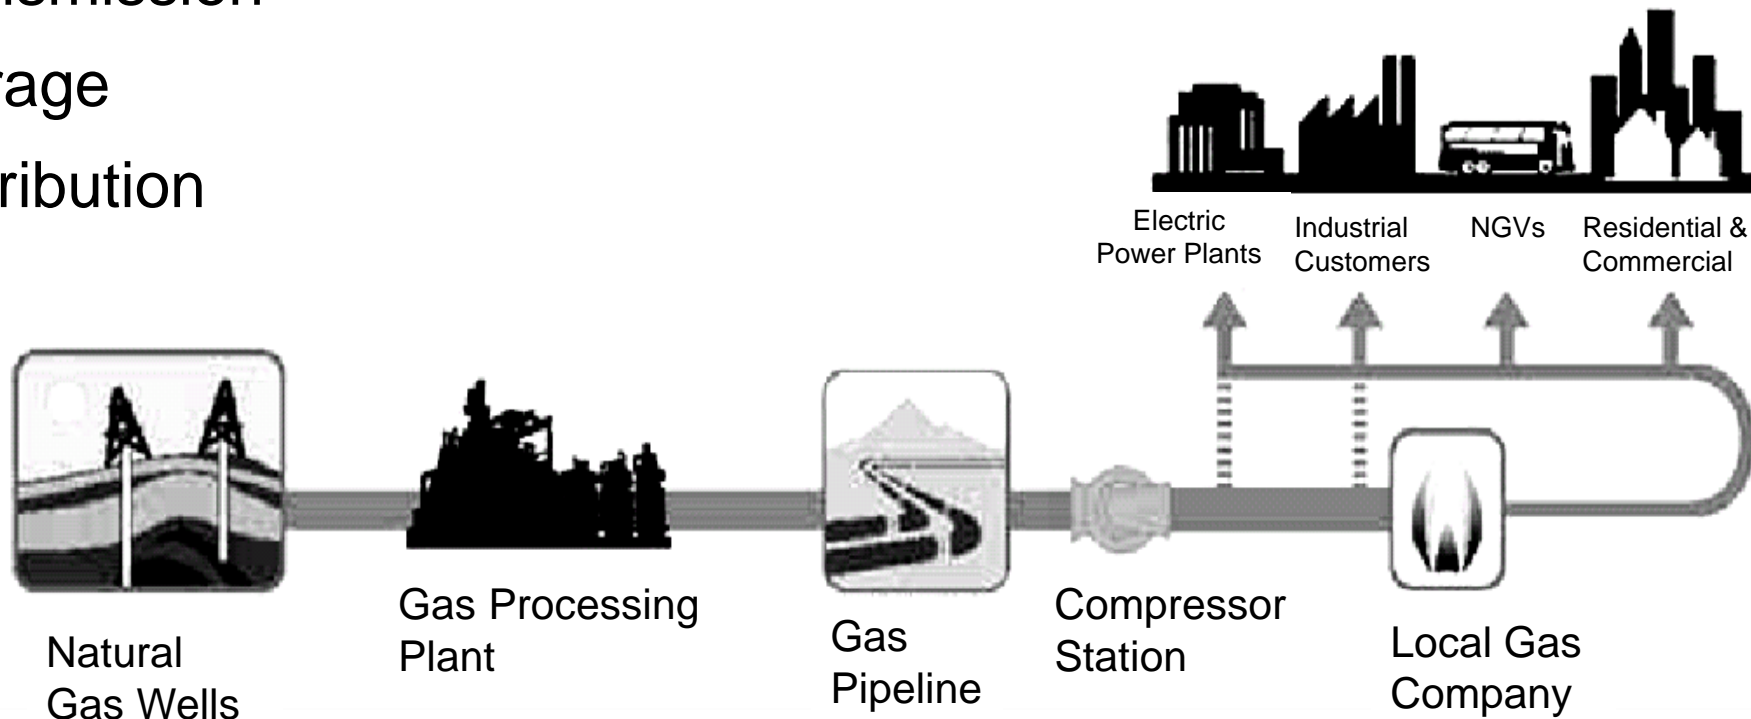 nsmission
rage
ribution
Electric
Power Plants
Industrial
Customers
NGVs
Residential &
Commercial
Natural
Gas Wells
Gas Processing
Plant
Gas
Pipeline
Compressor
Station
Local Gas
Company